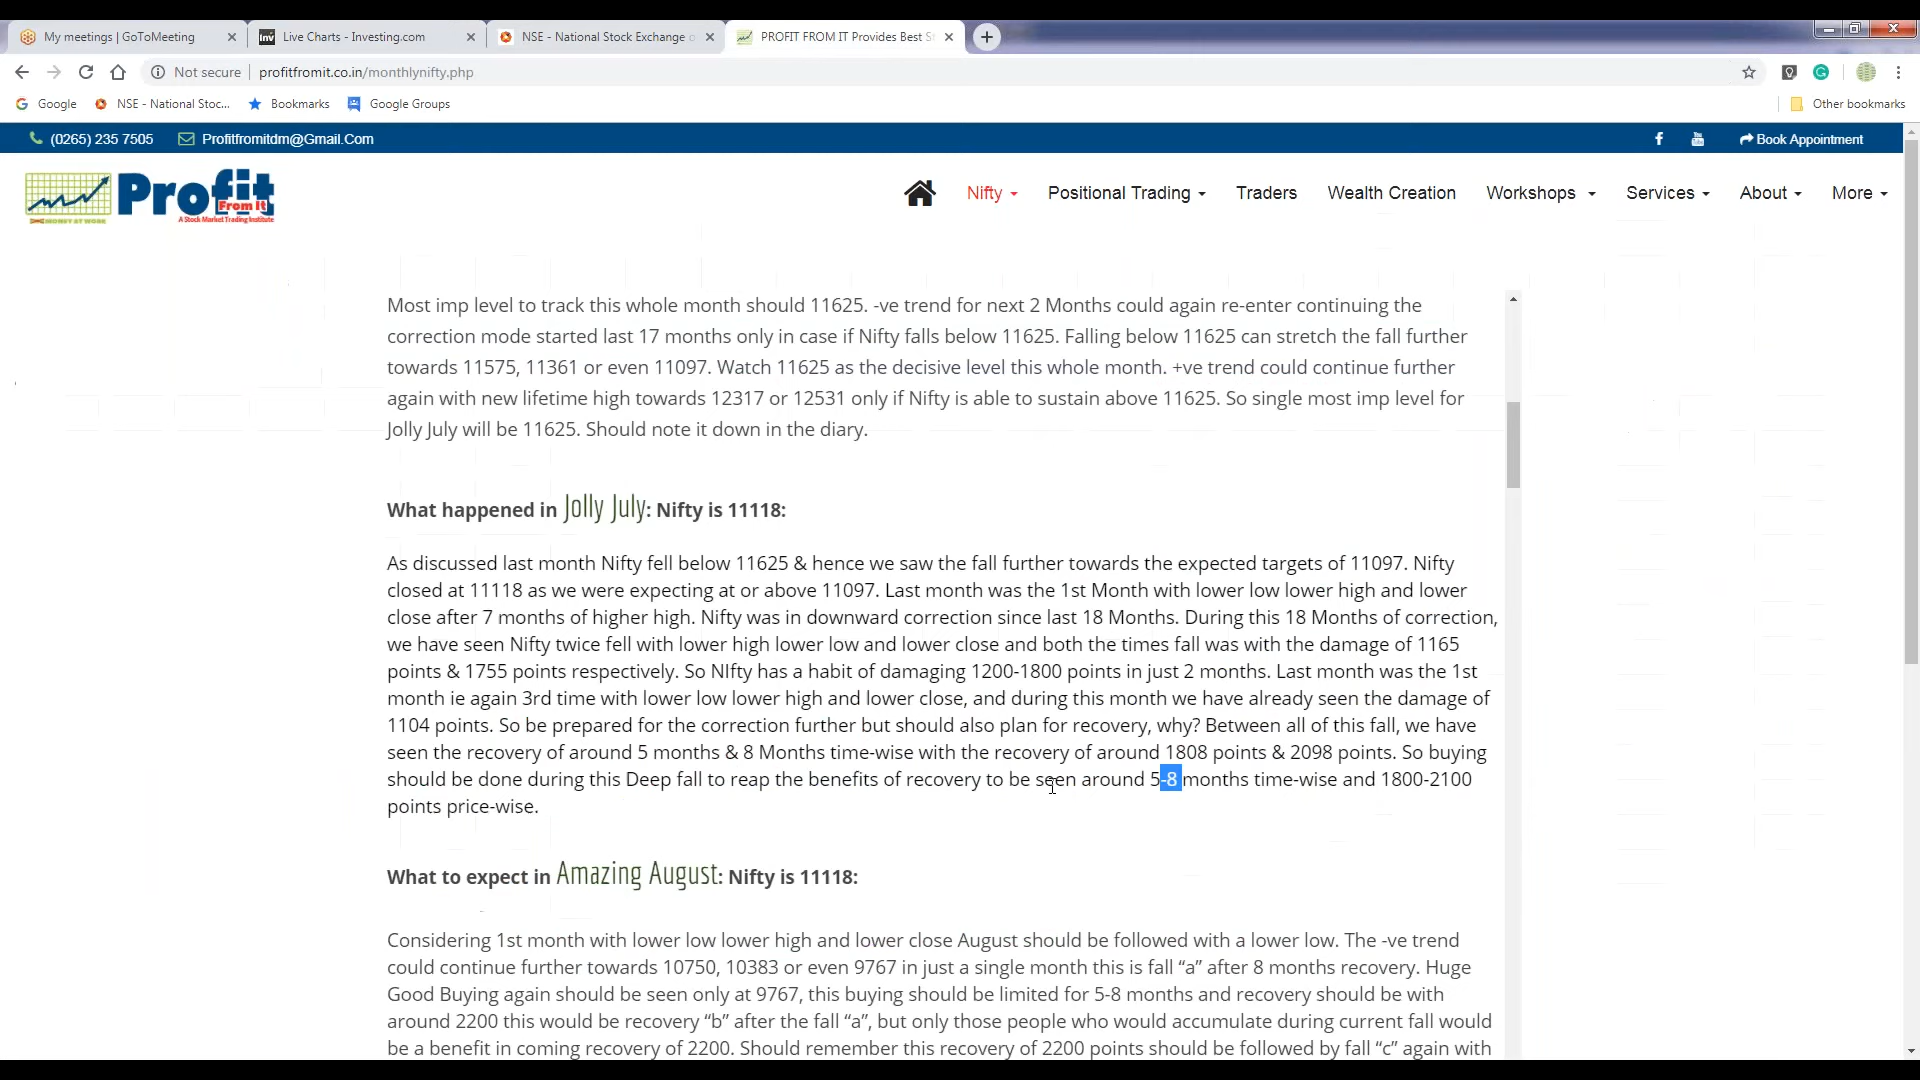 My meetings | GoToMeeting
Live Charts - Investing.com
NSE - National Stock Exchange o
PROFIT FROM IT Provides Best S
Not secure | profitfromit.co.in/monthlynifty.php
Google
NSE - National Stoc...
Bookmarks
Google Groups
Other bookmarks
(0265) 235 7505
Profitfromitdm@Gmail.Com
Book Appointment
Profit
From It
A Stock Market Trading Institute
MONEY AT WORK
Nifty
Positional Trading
Traders
Wealth Creation
Workshops
Services
About
More
Most imp level to track this whole month should 11625. -ve trend for next 2 Months could again re-enter continuing the
correction mode started last 17 months only in case if Nifty falls below 11625. Falling below 11625 can stretch the fall further
towards 11575, 11361 or even 11097. Watch 11625 as the decisive level this whole month. +ve trend could continue further
again with new lifetime high towards 12317 or 12531 only if Nifty is able to sustain above 11625. So single most imp level for
Jolly July will be 11625. Should note it down in the diary.
What happened in Jolly July: Nifty is 11118:
As discussed last month Nifty fell below 11625 & hence we saw the fall further towards the expected targets of 11097. Nifty
closed at 11118 as we were expecting at or above 11097. Last month was the 1st Month with lower low lower high and lower
close after 7 months of higher high. Nifty was in downward correction since last 18 Months. During this 18 Months of correction,
we have seen Nifty twice fell with lower high lower low and lower close and both the times fall was with the damage of 1165
points & 1755 points respectively. So NIfty has a habit of damaging 1200-1800 points in just 2 months. Last month was the 1st
month ie again 3rd time with lower low lower high and lower close, and during this month we have already seen the damage of
1104 points. So be prepared for the correction further but should also plan for recovery, why? Between all of this fall, we have
seen the recovery of around 5 months & 8 Months time-wise with the recovery of around 1808 points & 2098 points. So buying
should be done during this Deep fall to reap the benefits of recovery to be seen around 5-8 months time-wise and 1800-2100
points price-wise.
What to expect in Amazing August: Nifty is 11118:
Considering 1st month with lower low lower high and lower close August should be followed with a lower low. The -ve trend
could continue further towards 10750, 10383 or even 9767 in just a single month this is fall “a” after 8 months recovery. Huge
Good Buying again should be seen only at 9767, this buying should be limited for 5-8 months and recovery should be with
around 2200 this would be recovery “b” after the fall “a”, but only those people who would accumulate during current fall would
be a benefit in coming recovery of 2200. Should remember this recovery of 2200 points should be followed by fall “c” again with